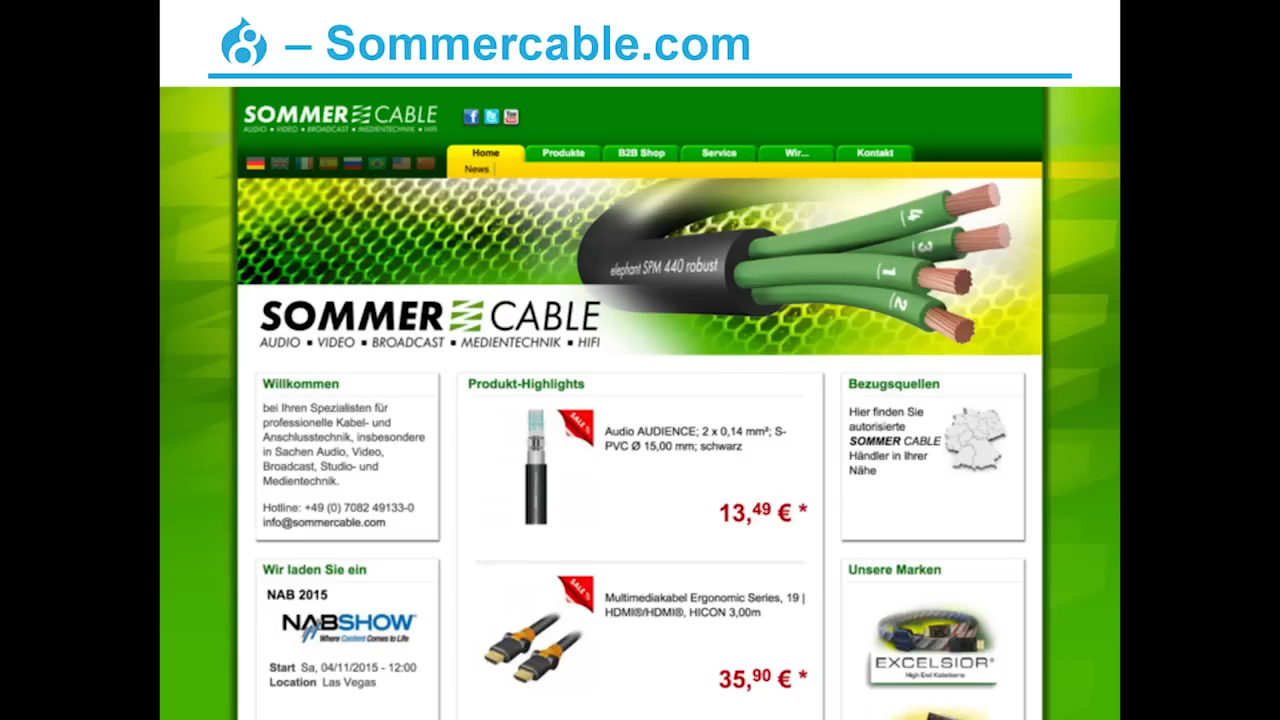 – Sommercable.com
SOMMER CABLE
AUDIO ▪ VIDEO ▪ BROADCAST ▪ MEDIENTECHNIK ▪ HIFI
Home Produkte B2B Shop Service Wir... Kontakt
News
elephant SPM 440 robust
4
3
1
2
SOMMER CABLE
AUDIO ▪ VIDEO ▪ BROADCAST ▪ MEDIENTECHNIK ▪ HIFI
Willkommen
bei Ihren Spezialisten für
professionelle Kabel- und
Anschlusstechnik, insbesondere
in Sachen Audio, Video,
Broadcast, Studio- und
Medientechnik.
Hotline: +49 (0) 7082 49133-0
info@sommercable.com
Wir laden Sie ein
NAB 2015
NABSHOW™
Where Content Comes to Life
Start Sa, 04/11/2015 - 12:00
Location Las Vegas
Produkt-Highlights
SALE %
Audio AUDIENCE; 2 x 0,14 mm²; S-
PVC Ø 15,00 mm; schwarz
13,49 € *
SALE %
Multimediakabel Ergonomic Series, 19 |
HDMI®/HDMI®, HICON 3,00m
35,90 € *
Bezugsquellen
Hier finden Sie
autorisierte
SOMMER CABLE
Händler in Ihrer
Nähe
Unsere Marken
EXCELSIOR®
High End Kabelserie